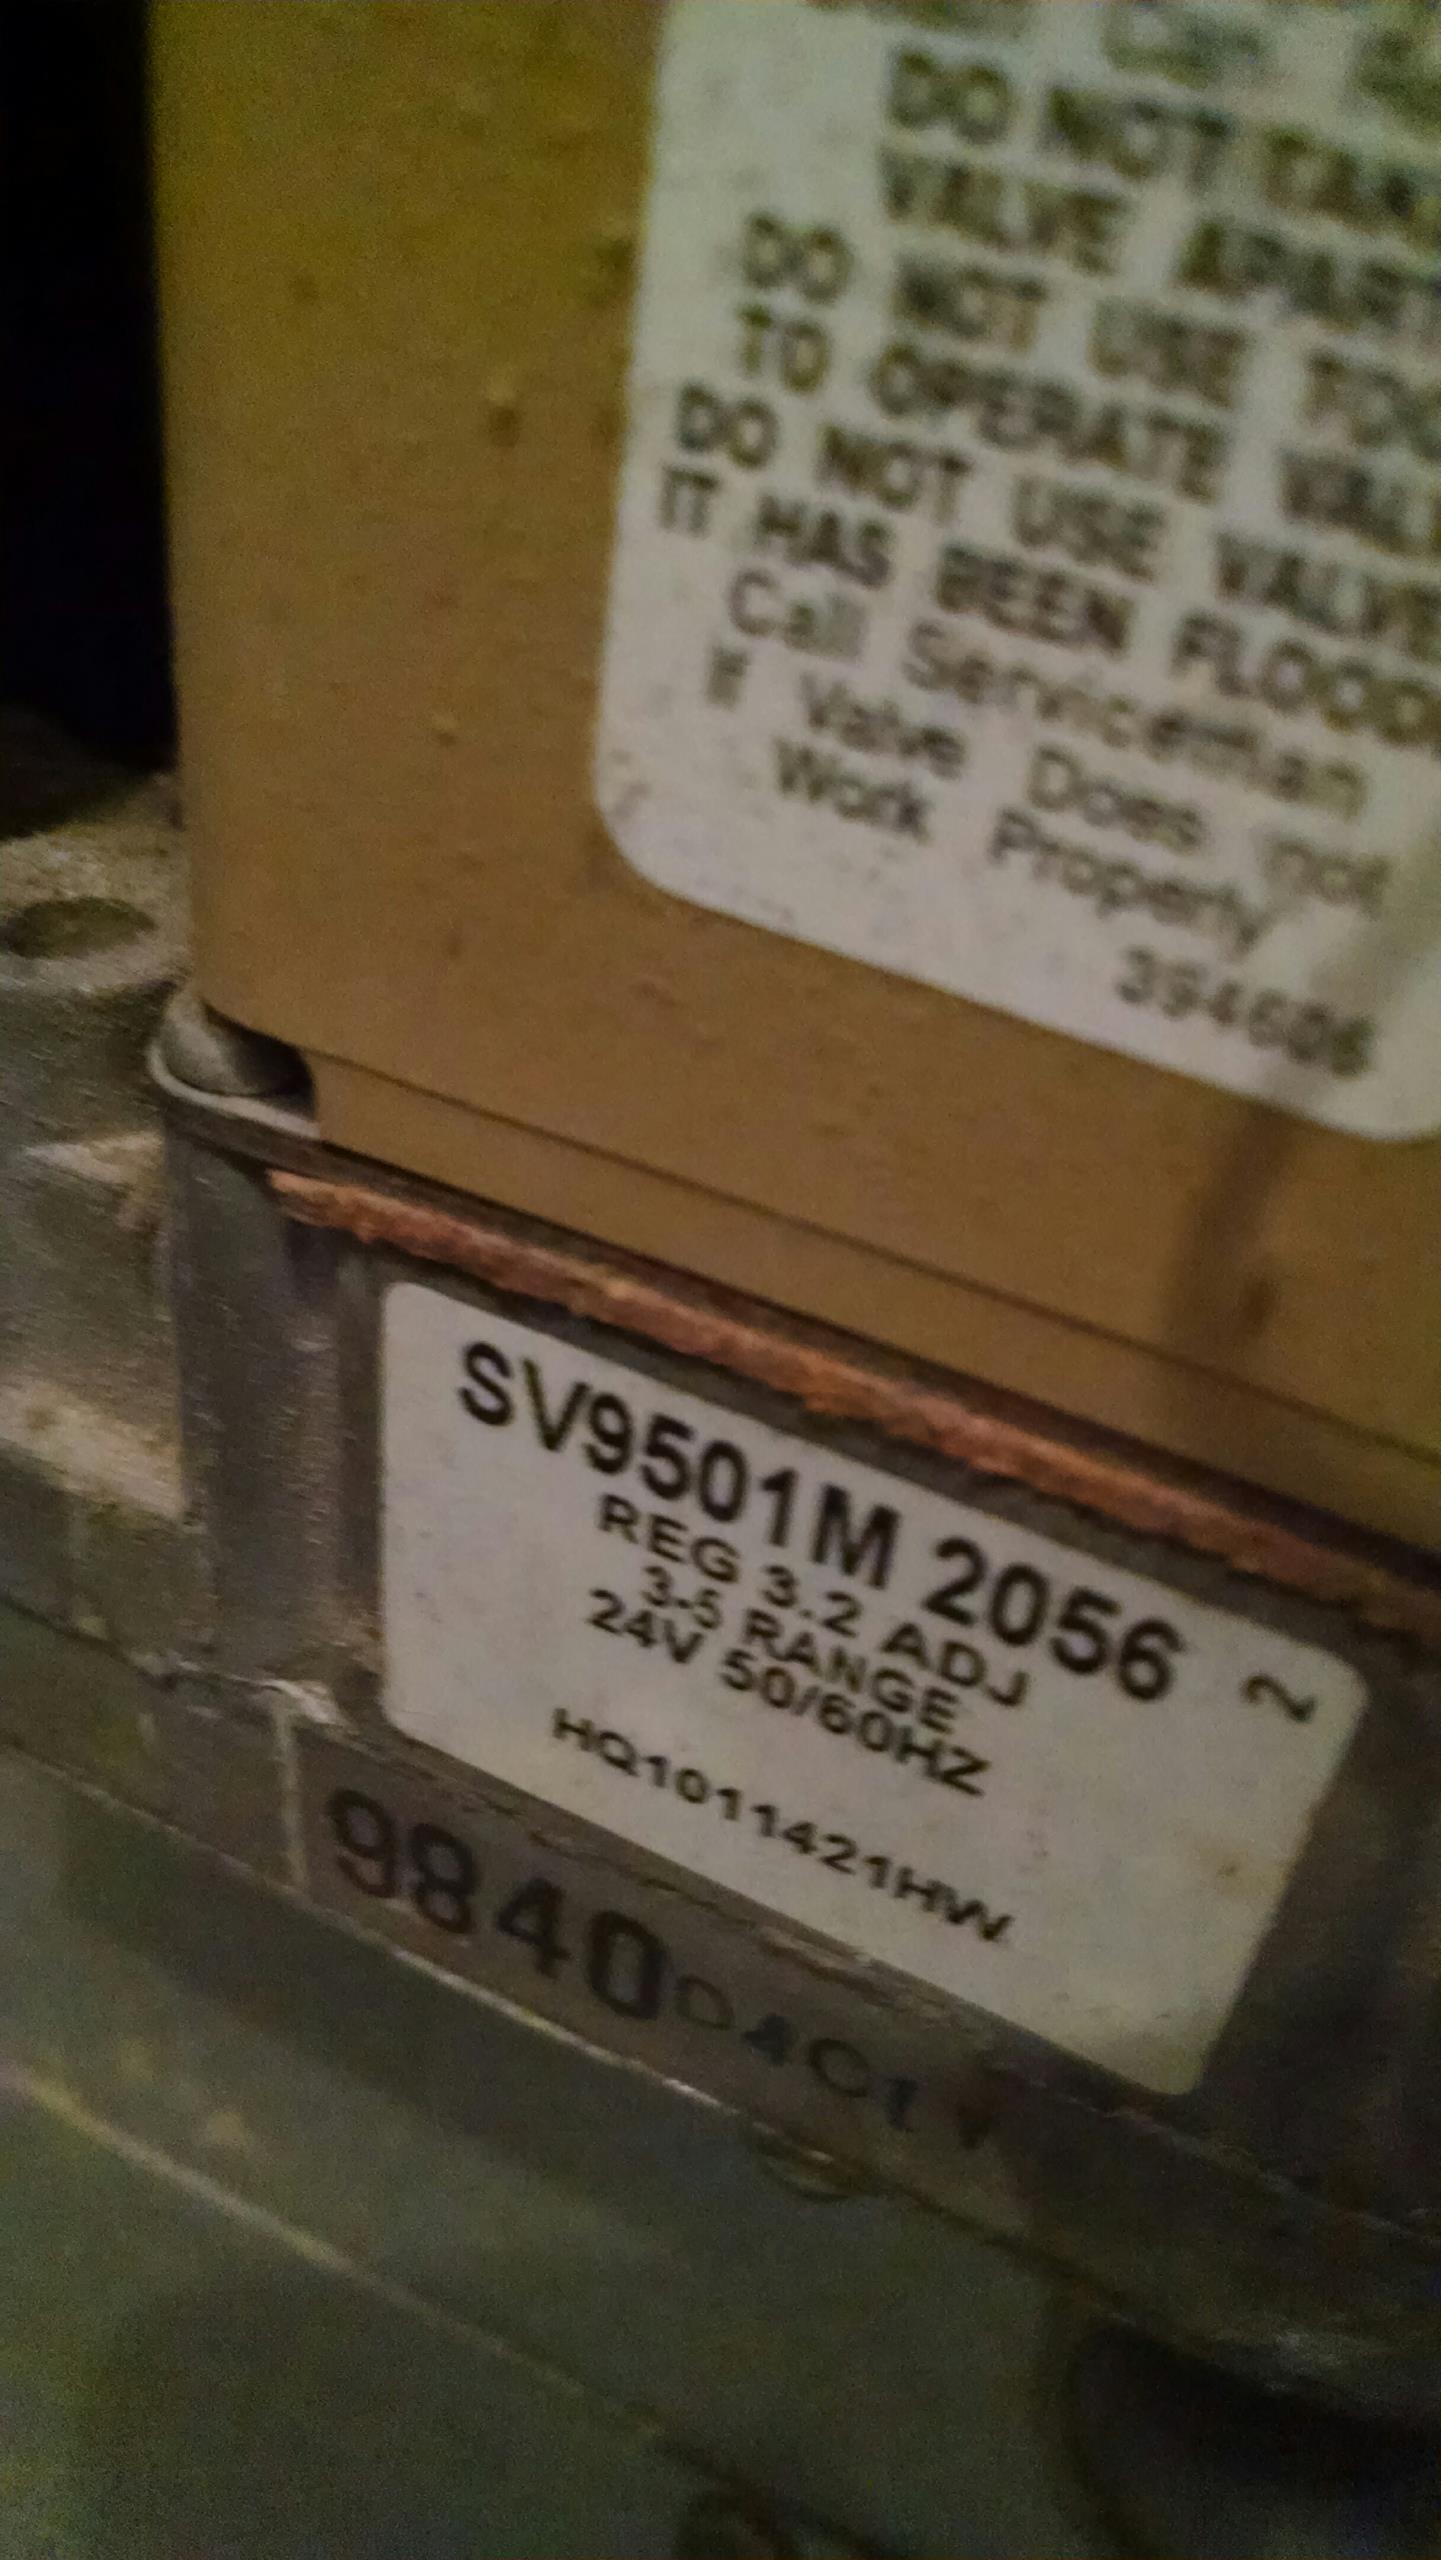 DO NOT
VALVE
DO NOT USE
TO OPERATE
DO NOT USE VALVE
IT HAS BEEN
Call Serviceman
If Valve Does not
Work Properly
394606
SV9501M 2056 ~
REG 3.2 ADJ
3-5 RANGE
24V 50/60HZ
HQ1011421HW
9840